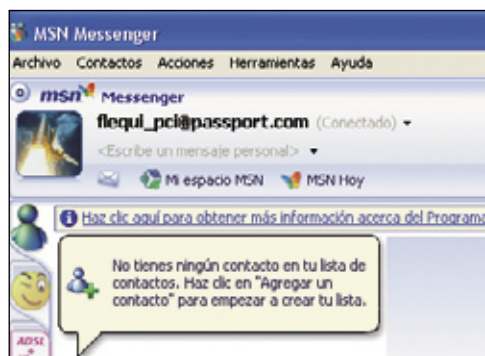 MSN Messenger
Archivo Contactos Acciones Herramientas Ayuda
msn Messenger
flequi_pci@passport.com (Conectado)
<Escribe un mensaje personal>
Mi espacio MSN MSN Hoy
Haz clic aquí para obtener más información acerca del Programa
No tienes ningún contacto en tu lista de
contactos. Haz clic en "Agregar un
contacto" para empezar a crear tu lista.
ADSL